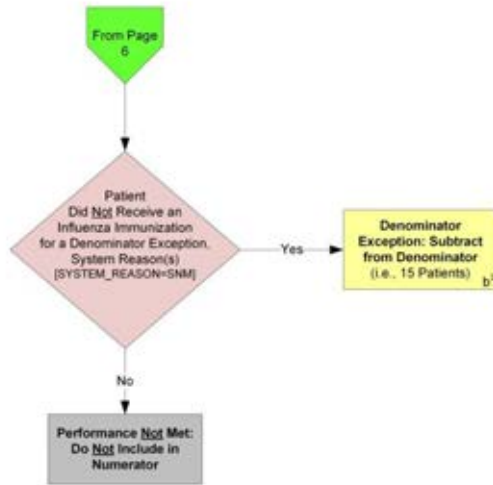 From Page
6
Patient
Did Not Receive an
Influenza Immunization
for a Denominator Exception.
System Reason(s)
[SYSTEM_REASON=SNM]
Yes
Denominator
Exception: Subtract
from Denominator
(i.e., 15 Patients)
No
Performance Not Met:
Do Not Include in
Numerator